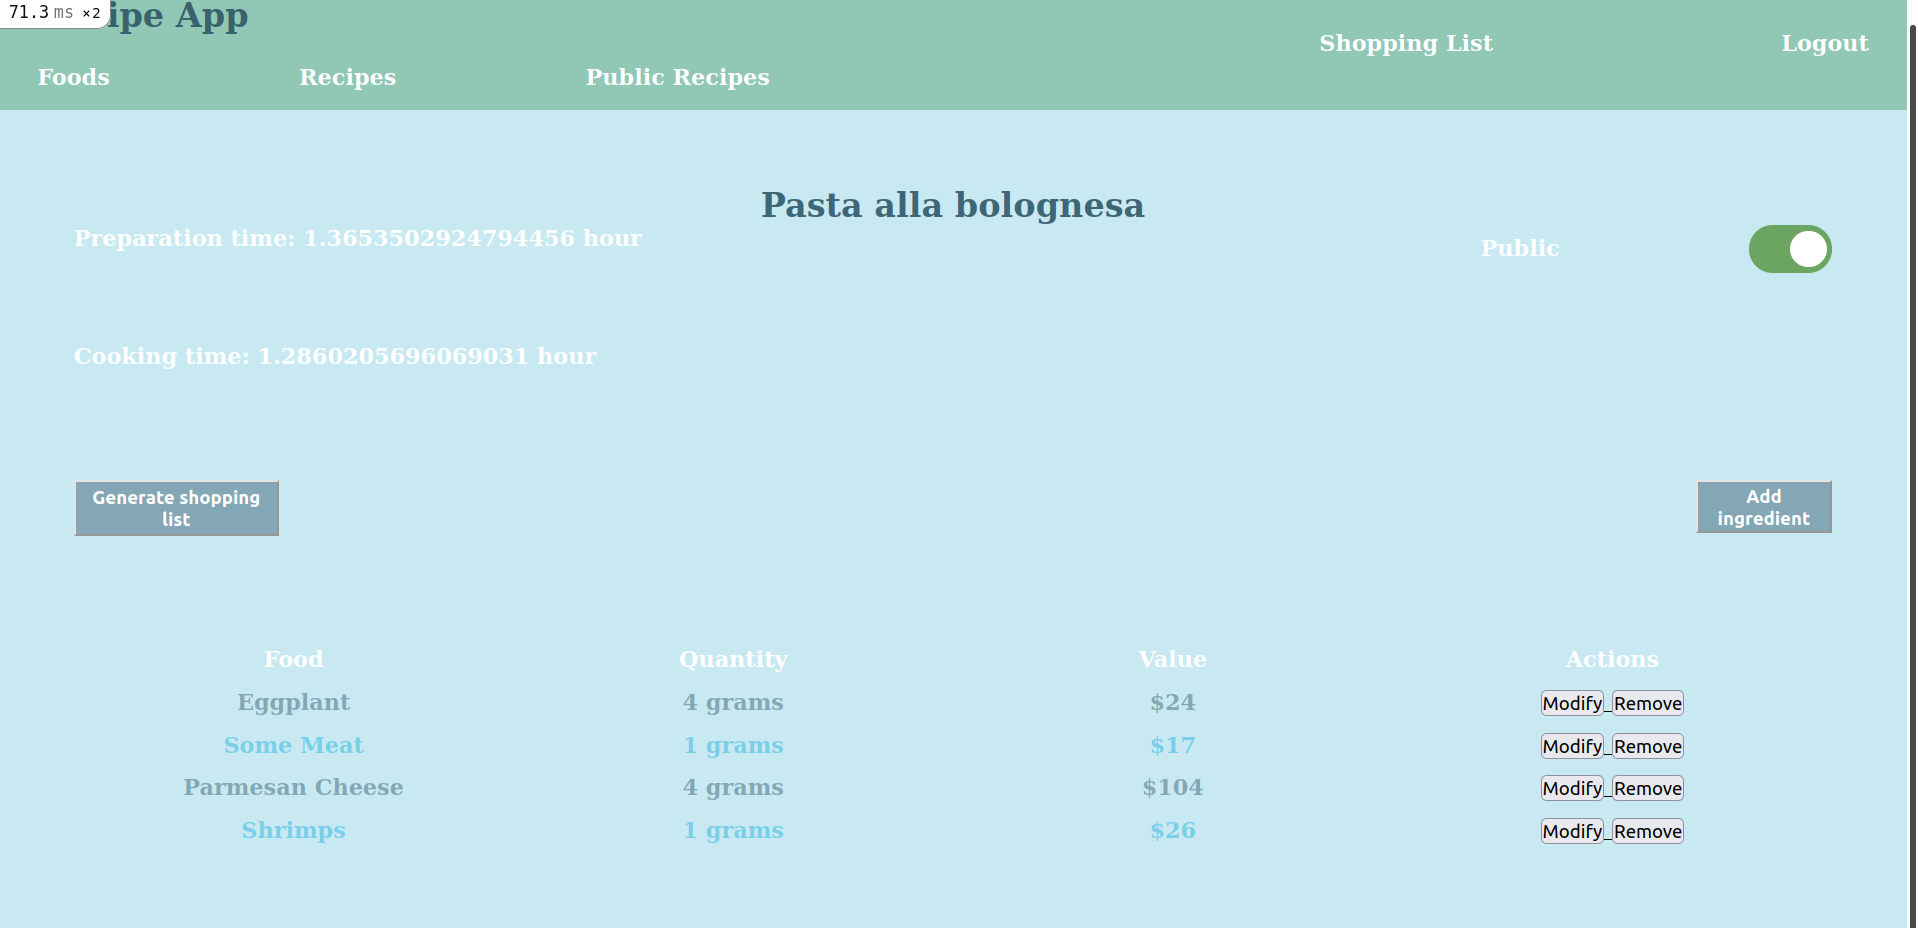 71.3 ms ×2
ipe App
Shopping List Logout
Foods Recipes Public Recipes
Pasta alla bolognesa
Preparation time: 1.3653502924794456 hour
Public
Cooking time: 1.2860205696069031 hour
Generate shopping
list
Add
ingredient
Food Quantity Value Actions
Eggplant 4 grams $24 Modify Remove
Some Meat 1 grams $17 Modify Remove
Parmesan Cheese 4 grams $104 Modify Remove
Shrimps 1 grams $26 Modify Remove